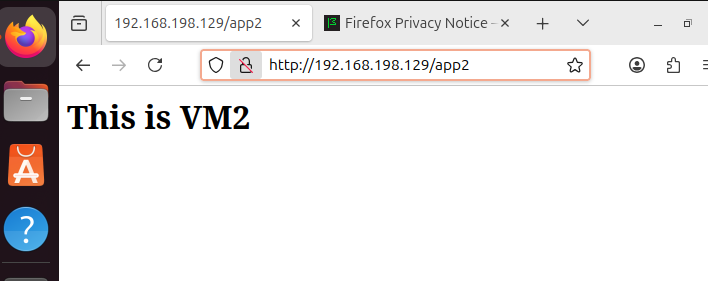 192.168.198.129/app2
Firefox Privacy Notice -
http://192.168.198.129/app2
This is VM2